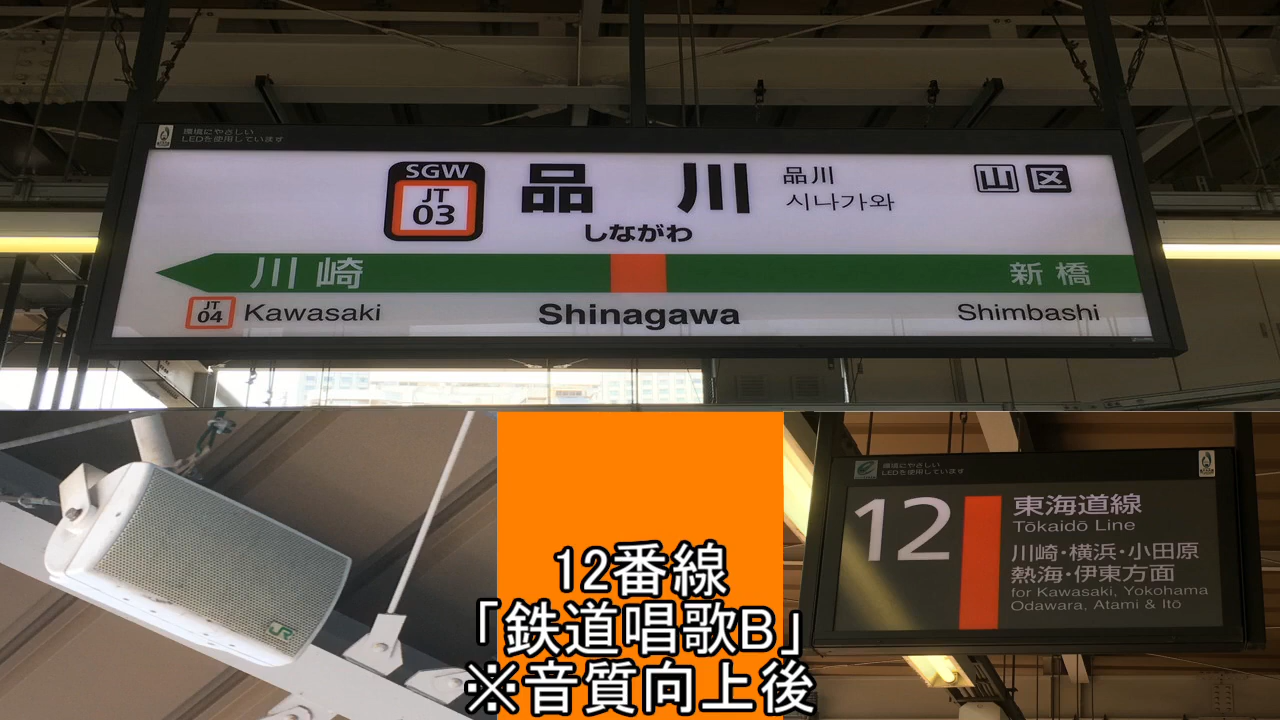 環境にやさしい
LEDを使用しています
SGW
JT
03
品川
しながわ
品川
시나가와
山 区
川崎
新橋
JT
04
Kawasaki
Shinagawa
Shimbashi
JR
12番線
「鉄道唱歌B」
※音質向上後
環境にやさしい
LEDを使用しています
12
東海道線
Tōkaidō Line
川崎・横浜・小田原
熱海・伊東方面
for Kawasaki, Yokohama
Odawara, Atami & Itō